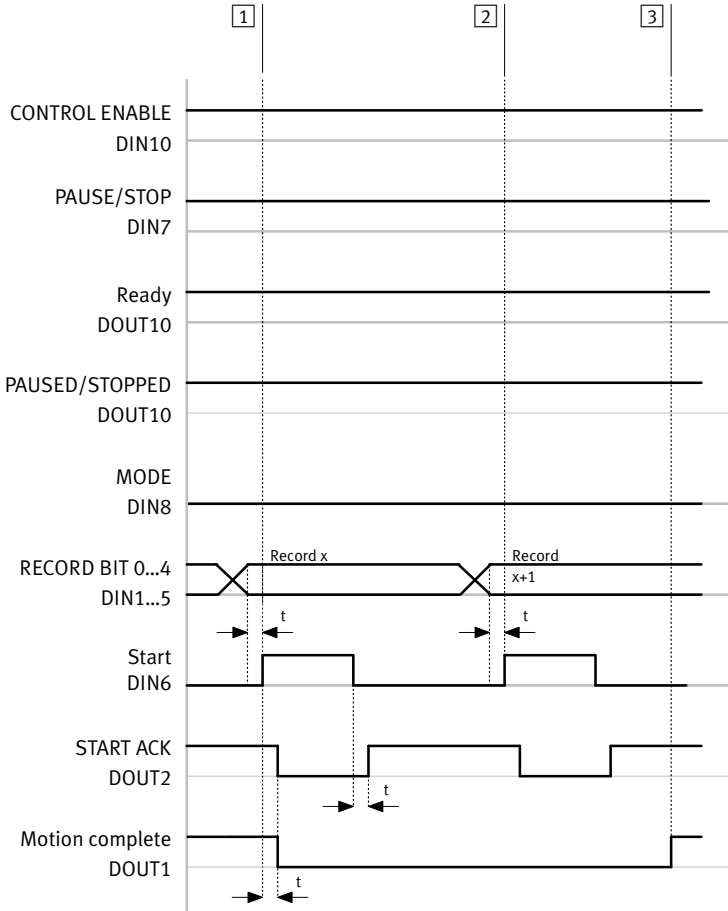 1 2 3
CONTROL ENABLE
DIN10
PAUSE/STOP
DIN7
Ready
DOUT10
PAUSED/STOPPED
DOUT10
MODE
DIN8
RECORD BIT 0...4
DIN1...5
Record x
Record
x+1
t t
Start
DIN6
START ACK
DOUT2
t
Motion complete
DOUT1
t